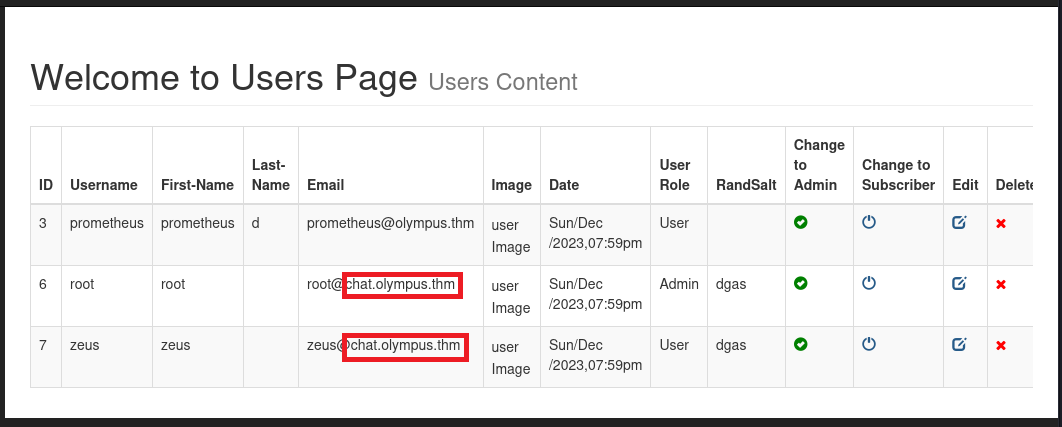 Welcome to Users Page Users Content
ID Username First-Name Last-Name Email Image Date User Role RandSalt Change to Admin Change to Subscriber Edit Delete
3 prometheus prometheus d prometheus@olympus.thm user Image Sun/Dec /2023,07:59pm User
6 root root root@chat.olympus.thm user Image Sun/Dec /2023,07:59pm Admin dgas
7 zeus zeus zeus@chat.olympus.thm user Image Sun/Dec /2023,07:59pm User dgas